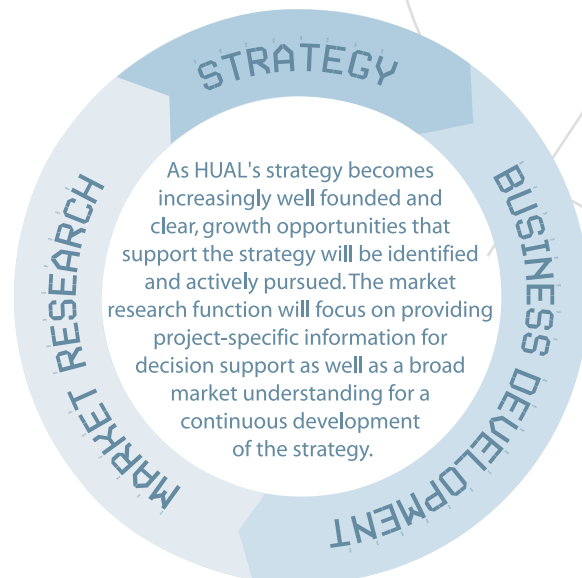 STRATEGY
BUSINESS DEVELOPMENT
MARKET RESEARCH
As HUAL's strategy becomes
increasingly well founded and
clear, growth opportunities that
support the strategy will be identified
and actively pursued. The market
research function will focus on providing
project-specific information for
decision support as well as a broad
market understanding for a
continuous development
of the strategy.